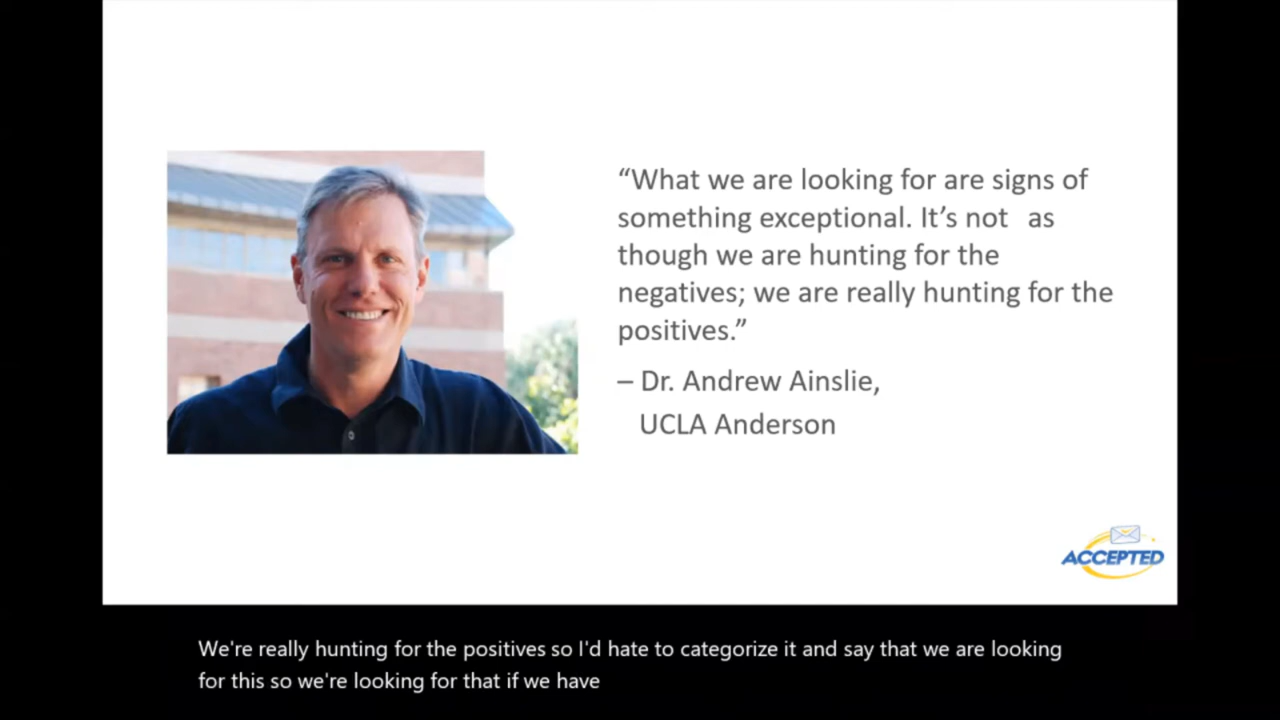 “What we are looking for are signs of
something exceptional. It’s not as
though we are hunting for the
negatives; we are really hunting for the
positives.”
– Dr. Andrew Ainslie,
UCLA Anderson
ACCEPTED
We're really hunting for the positives so I'd hate to categorize it and say that we are looking
for this so we're looking for that if we have